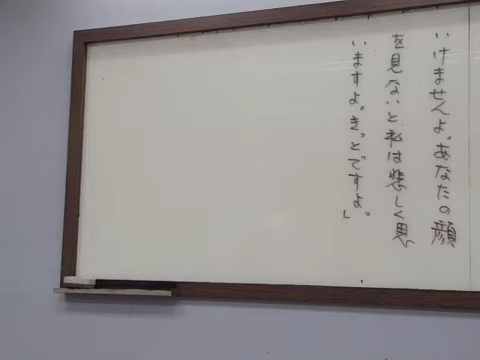 いけませんよ。あなたの顔
を見ないと私は悲しく思
いますよ。きっとですよ。」